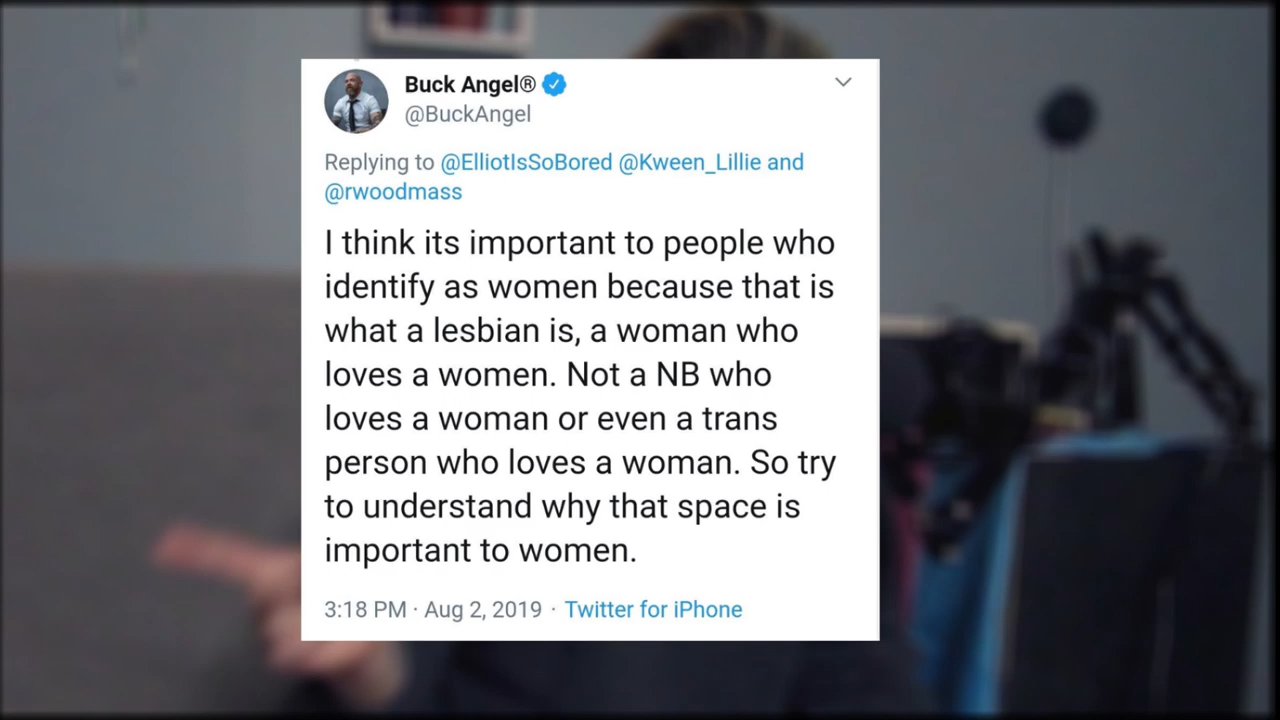 Buck Angel®
@BuckAngel
Replying to @ElliotIsSoBored @Kween_Lillie and
@rwoodmass
I think its important to people who
identify as women because that is
what a lesbian is, a woman who
loves a women. Not a NB who
loves a woman or even a trans
person who loves a woman. So try
to understand why that space is
important to women.
3:18 PM · Aug 2, 2019 · Twitter for iPhone